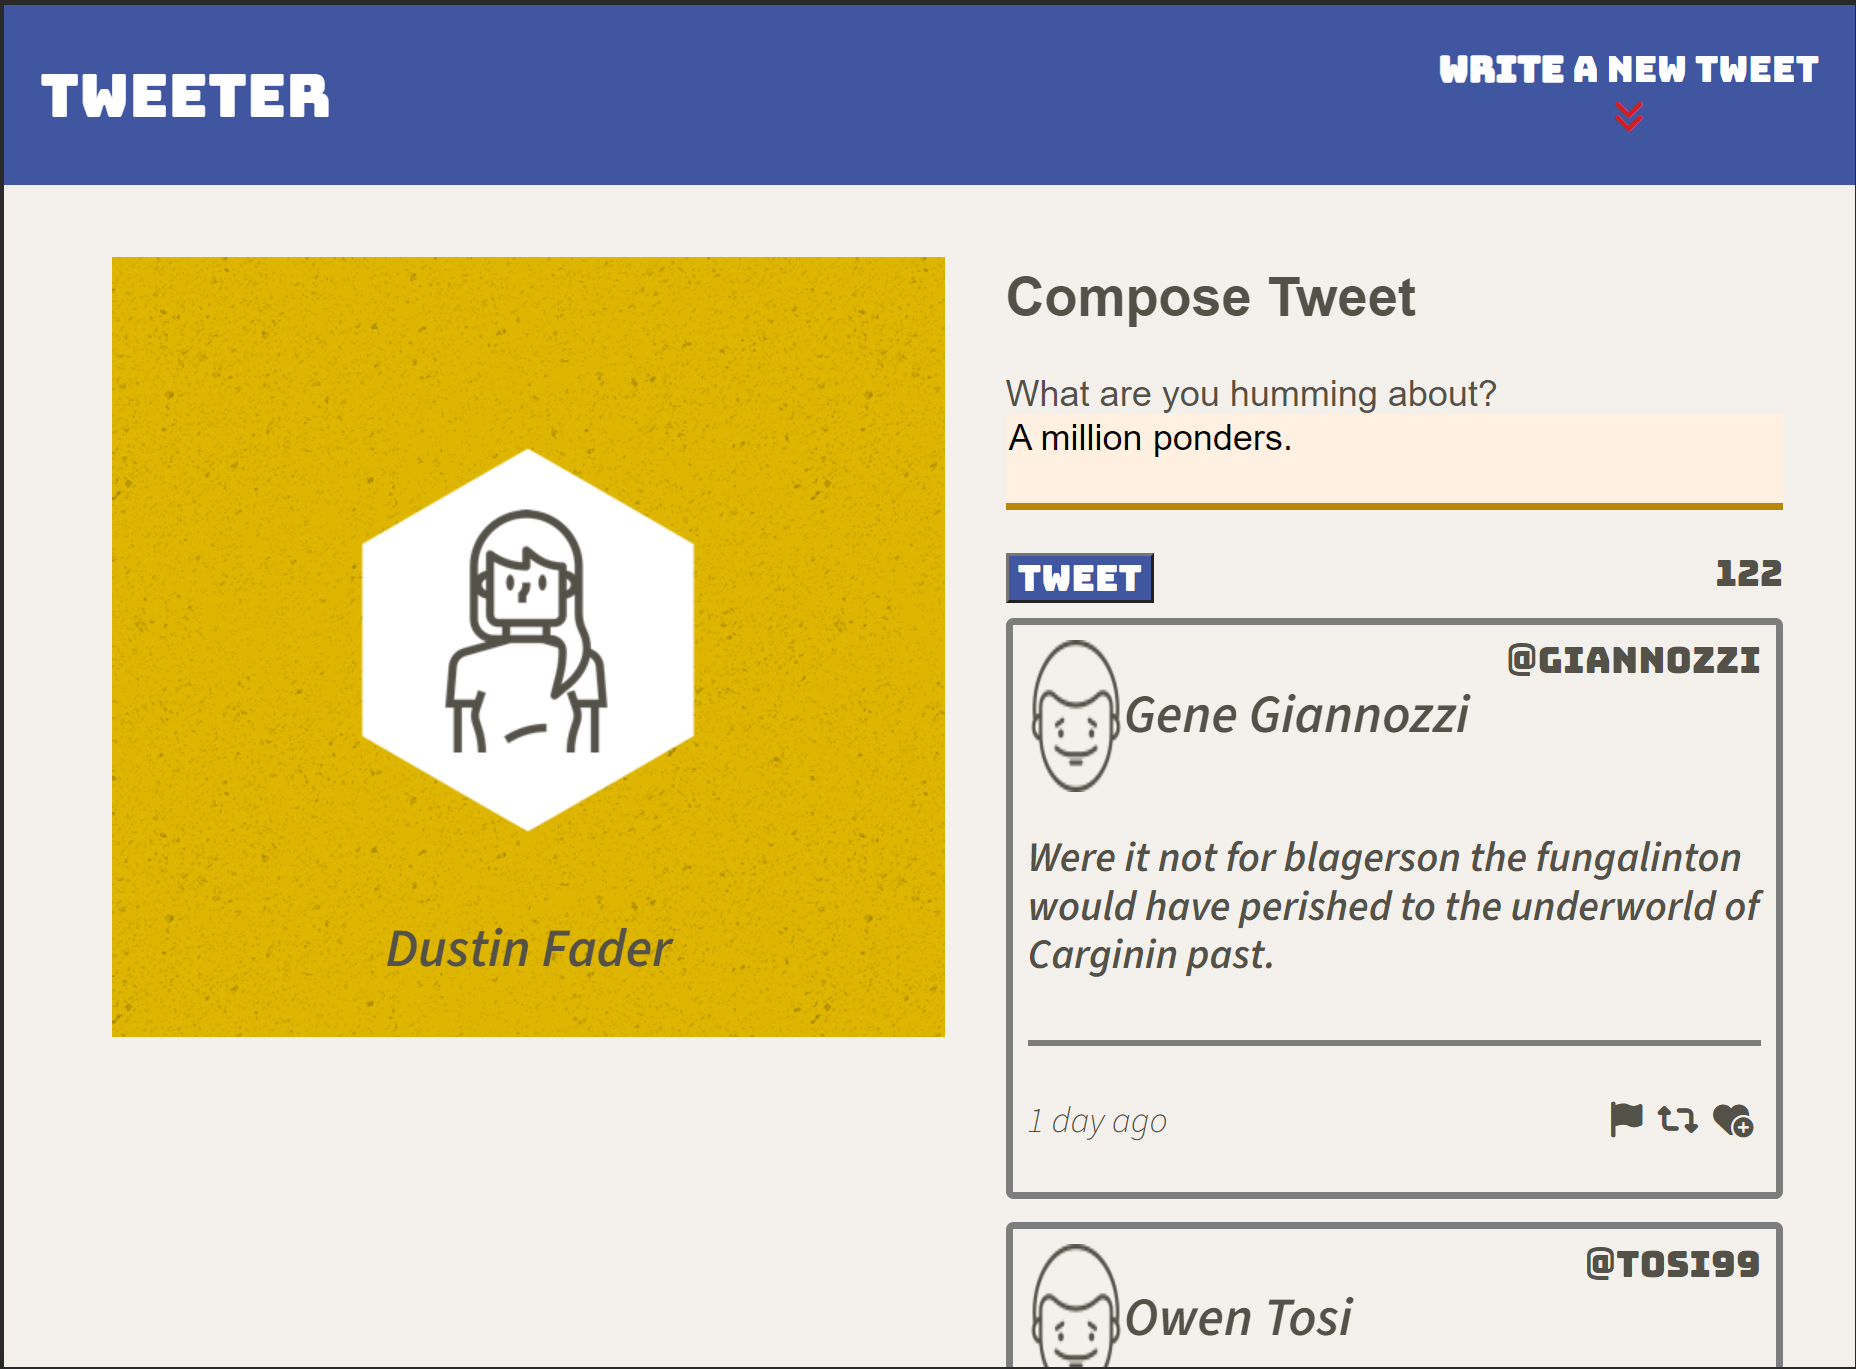 TWEETER
WRITE A NEW TWEET
Dustin Fader
Compose Tweet
What are you humming about?
A million ponders.
TWEET
122
@GIANNOZZI
Gene Giannozzi
Were it not for blagerson the fungalinton
would have perished to the underworld of
Carginin past.
1 day ago
@TOSI99
Owen Tosi